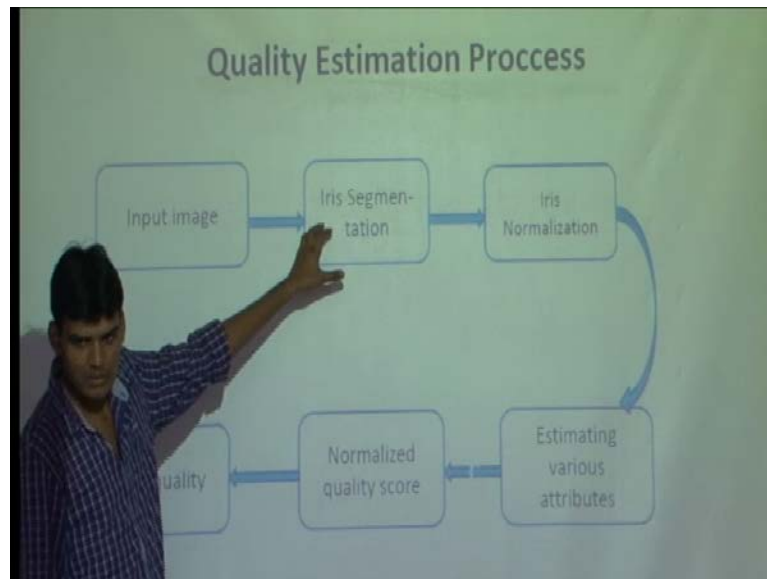 Quality Estimation Proccess
Input image
Iris Segmen-
tation
Iris
Normalization
Estimating
various
attributes
Normalized
quality score